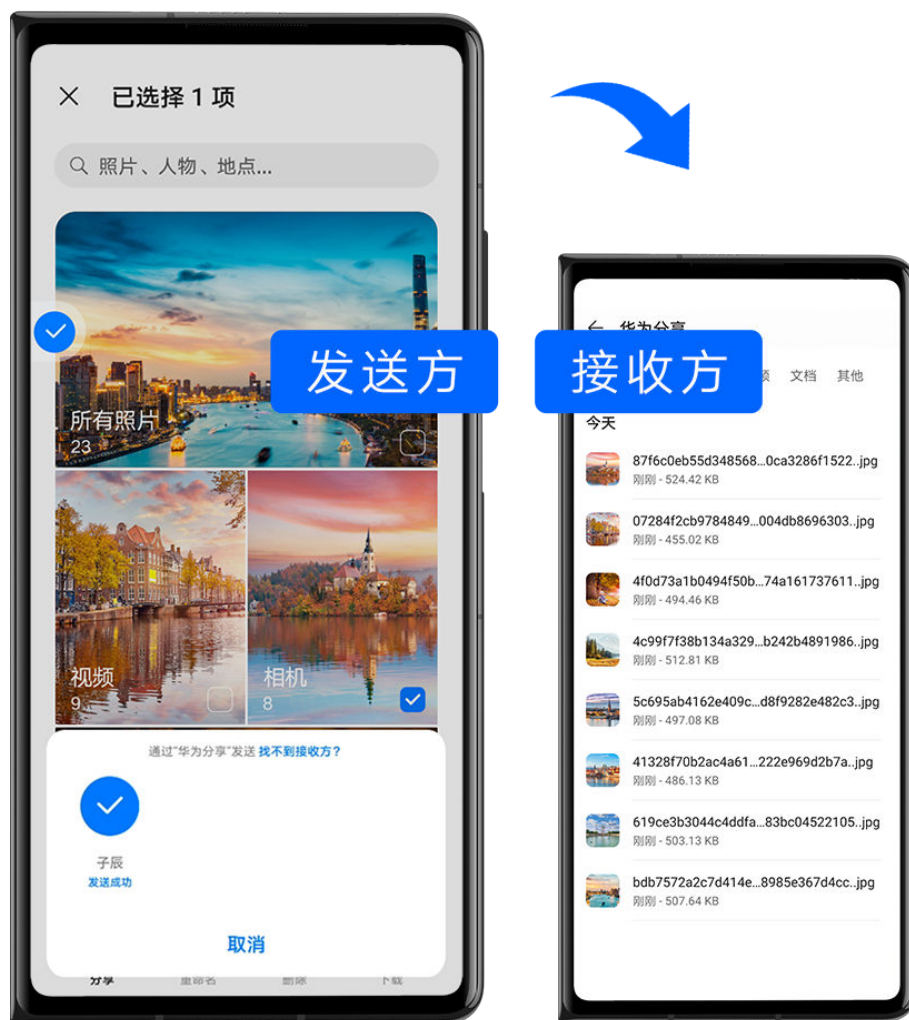 已选择 1 项
照片、人物、地点...
发送方
所有照片
23
视频
9
相机
8
通过"华为分享"发送 找不到接收方？
子辰
发送成功
取消
分享 重命名 删除 下载
华为分享
接收方
文档 其他
今天
87f6c0eb55d348568...0ca3286f1522..jpg
刚刚 - 524.42 KB
07284f2cb9784849...004db8696303..jpg
刚刚 - 455.02 KB
4f0d73a1b0494f50b...74a161737611..jpg
刚刚 - 494.46 KB
4c99f7f38b134a329...b242b4891986..jpg
刚刚 - 512.81 KB
5c695ab4162e409c...d8f9282e482c3..jpg
刚刚 - 497.08 KB
41328f70b2ac4a61...222e969d2b7a..jpg
刚刚 - 486.13 KB
619ce3b3044c4ddfa...83bc04522105..jpg
刚刚 - 503.13 KB
bdb7572a2c7d414e...8985e367d4cc..jpg
刚刚 - 507.64 KB